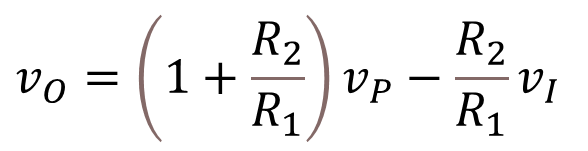 v_O = (1 + R_2/R_1) v_P − R_2/R_1 v_I